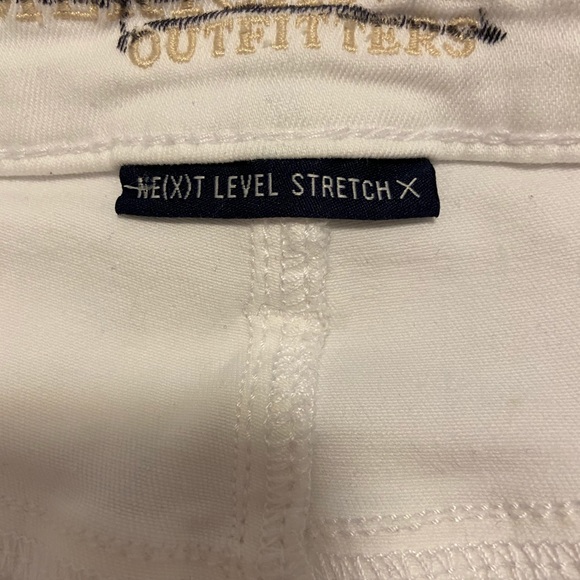 OUTFITTERS
NE(X)T LEVEL STRETCH X